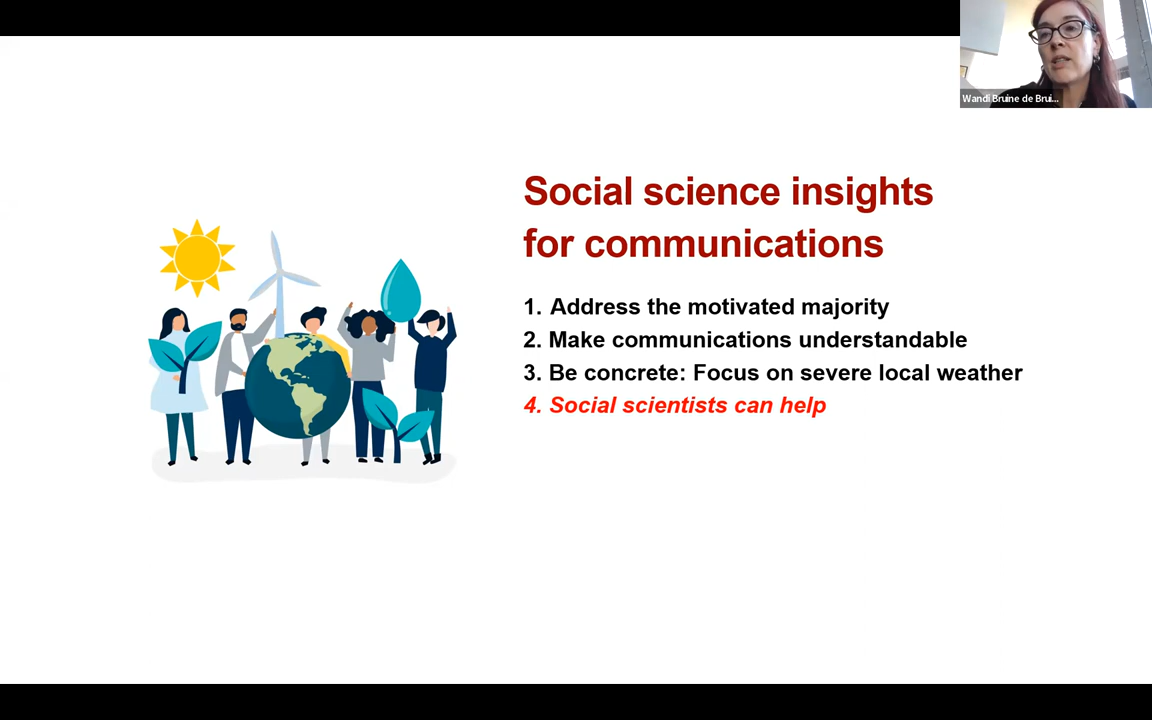 Wandi Bruine de Brui...
Social science insights
for communications
1. Address the motivated majority
2. Make communications understandable
3. Be concrete: Focus on severe local weather
4. Social scientists can help